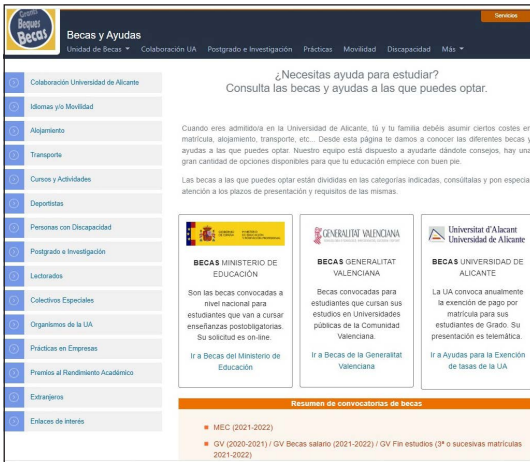 Grants
Beques
Becas
Servicios
Becas y Ayudas
Unidad de Becas Colaboración UA Postgrado e Investigación Prácticas Movilidad Discapacidad Más
Colaboración Universidad de Alicante
Idiomas y/o Movilidad
Alojamiento
Transporte
Cursos y Actividades
Deportistas
Personas con Discapacidad
Postgrado e Investigación
Lectorados
Colectivos Especiales
Organismos de la UA
Prácticas en Empresas
Premios al Rendimiento Académico
Extranjeros
Enlaces de interés
¿Necesitas ayuda para estudiar?
Consulta las becas y ayudas a las que puedes optar.
Cuando eres admitido/a en la Universidad de Alicante, tú y tu familia debéis asumir ciertos costes en
matrícula, alojamiento, transporte, etc... Desde esta página te damos a conocer las diferentes becas y
ayudas a las que puedes optar. Nuestro equipo está dispuesto a ayudarte dándote consejos, hay una
gran cantidad de opciones disponibles para que tu educación empiece con buen pie.
Las becas a las que puedes optar están divididas en las categorías indicadas, consúltalas y pon especial
atención a los plazos de presentación y requisitos de las mismas.
BECAS MINISTERIO DE
EDUCACIÓN
Son las becas convocadas a
nivel nacional para
estudiantes que van a cursar
enseñanzas postobligatorias.
Su solicitud es on-line.
Ir a Becas del Ministerio de
Educación
GENERALITAT VALENCIANA
BECAS GENERALITAT
VALENCIANA
Becas convocadas para
estudiantes que cursan sus
estudios en Universidades
públicas de la Comunidad
Valenciana.
Ir a Becas de la Generalitat
Valenciana
Universitat d'Alacant
Universidad de Alicante
BECAS UNIVERSIDAD DE
ALICANTE
La UA convoca anualmente
la exención de pago por
matrícula para sus
estudiantes de Grado. Su
presentación es telemática.
Ir a Ayudas para la Exención
de tasas de la UA
Resumen de convocatorias de becas
MEC (2021-2022)
GV (2020-2021) / GV Becas salario (2021-2022) / GV Fin estudios (3ª o sucesivas matrículas
2021-2022)